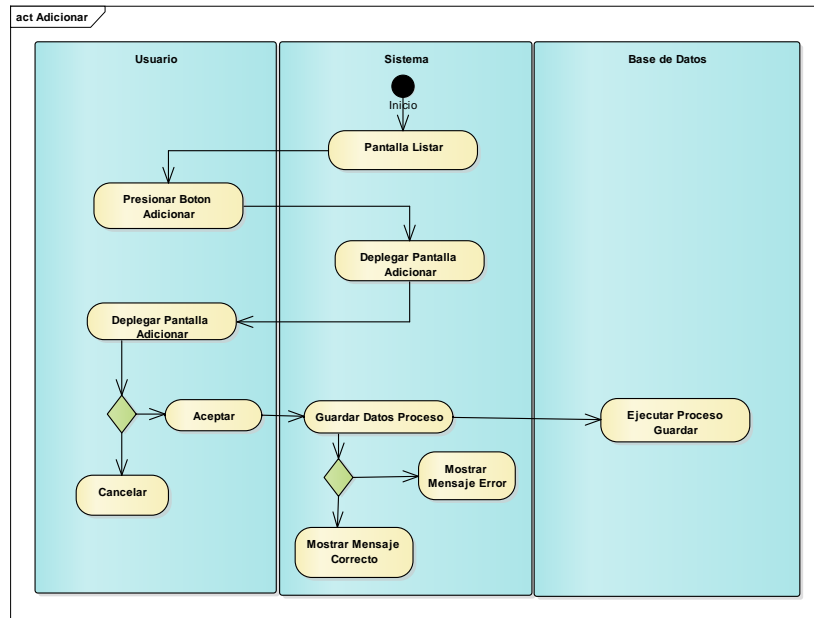 act Adicionar
Usuario
Sistema
Base de Datos
Inicio
Pantalla Listar
Presionar Boton
Adicionar
Deplegar Pantalla
Adicionar
Deplegar Pantalla
Adicionar
Aceptar
Guardar Datos Proceso
Ejecutar Proceso
Guardar
Mostrar
Mensaje Error
Cancelar
Mostrar Mensaje
Correcto